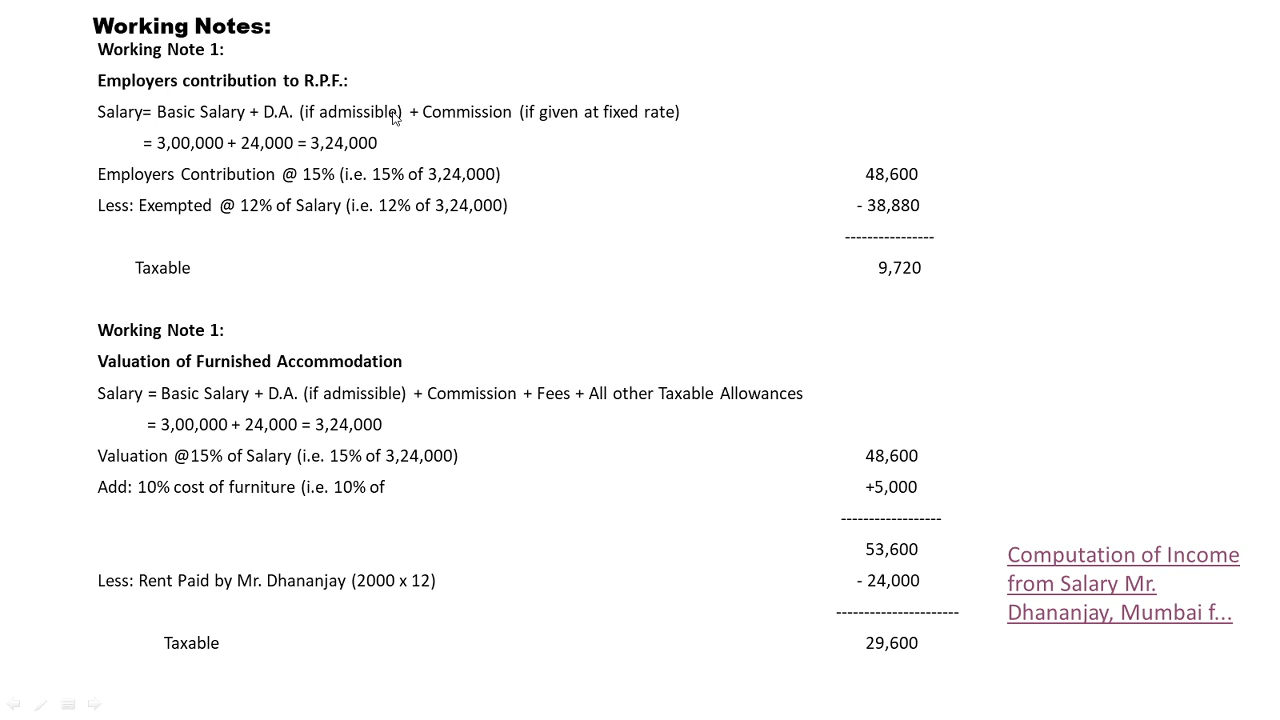 Working Notes:
Working Note 1:
Employers contribution to R.P.F.:
Salary= Basic Salary + D.A. (if admissible) + Commission (if given at fixed rate)
= 3,00,000 + 24,000 = 3,24,000
Employers Contribution @ 15% (i.e. 15% of 3,24,000) 48,600
Less: Exempted @ 12% of Salary (i.e. 12% of 3,24,000) - 38,880
----------------
Taxable 9,720
Working Note 1:
Valuation of Furnished Accommodation
Salary = Basic Salary + D.A. (if admissible) + Commission + Fees + All other Taxable Allowances
= 3,00,000 + 24,000 = 3,24,000
Valuation @15% of Salary (i.e. 15% of 3,24,000) 48,600
Add: 10% cost of furniture (i.e. 10% of +5,000
------------------
53,600
Less: Rent Paid by Mr. Dhananjay (2000 x 12) - 24,000
----------------------
Taxable 29,600
Computation of Income
from Salary Mr.
Dhananjay, Mumbai f...